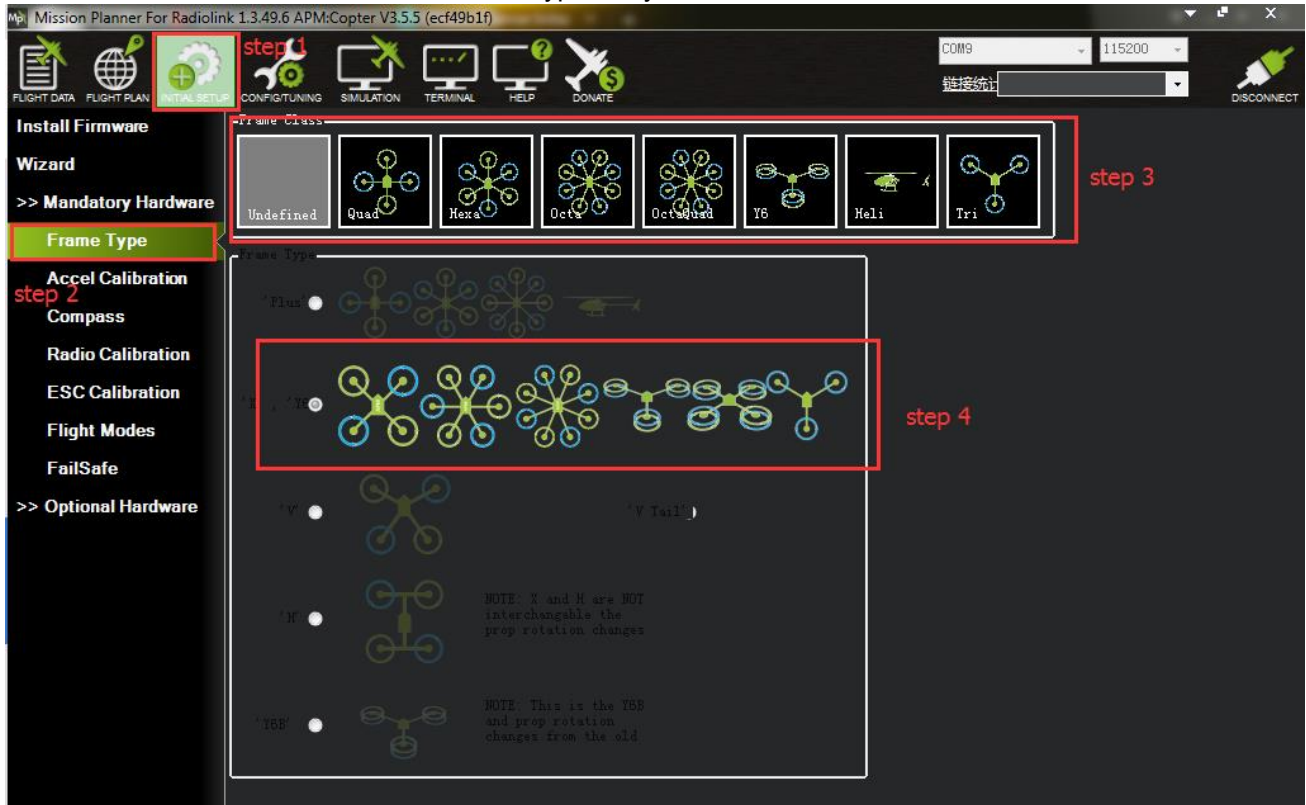 Mission Planner For Radiolink 1.3.49.6 APM:Copter V3.5.5 (ecf49b1f)
step 1
COM9
115200
链接统计
FLIGHT DATA
FLIGHT PLAN
INITIAL SETUP
CONFIG/TUNING
SIMULATION
TERMINAL
HELP
DONATE
DISCONNECT
Install Firmware
Wizard
>> Mandatory Hardware
Frame Type
step 2
Accel Calibration
Compass
Radio Calibration
ESC Calibration
Flight Modes
FailSafe
>> Optional Hardware
Frame Class
Undefined
Quad
Hexa
Octa
OctaQuad
Y6
Heli
Tri
step 3
Frame Type
'Plus'
step 4
'V'
'V Tail'
'H'
NOTE: X and H are NOT
interchangable the
prop rotation changes
'Y6B'
NOTE: This is the Y6B
and prop rotation
changes from the old